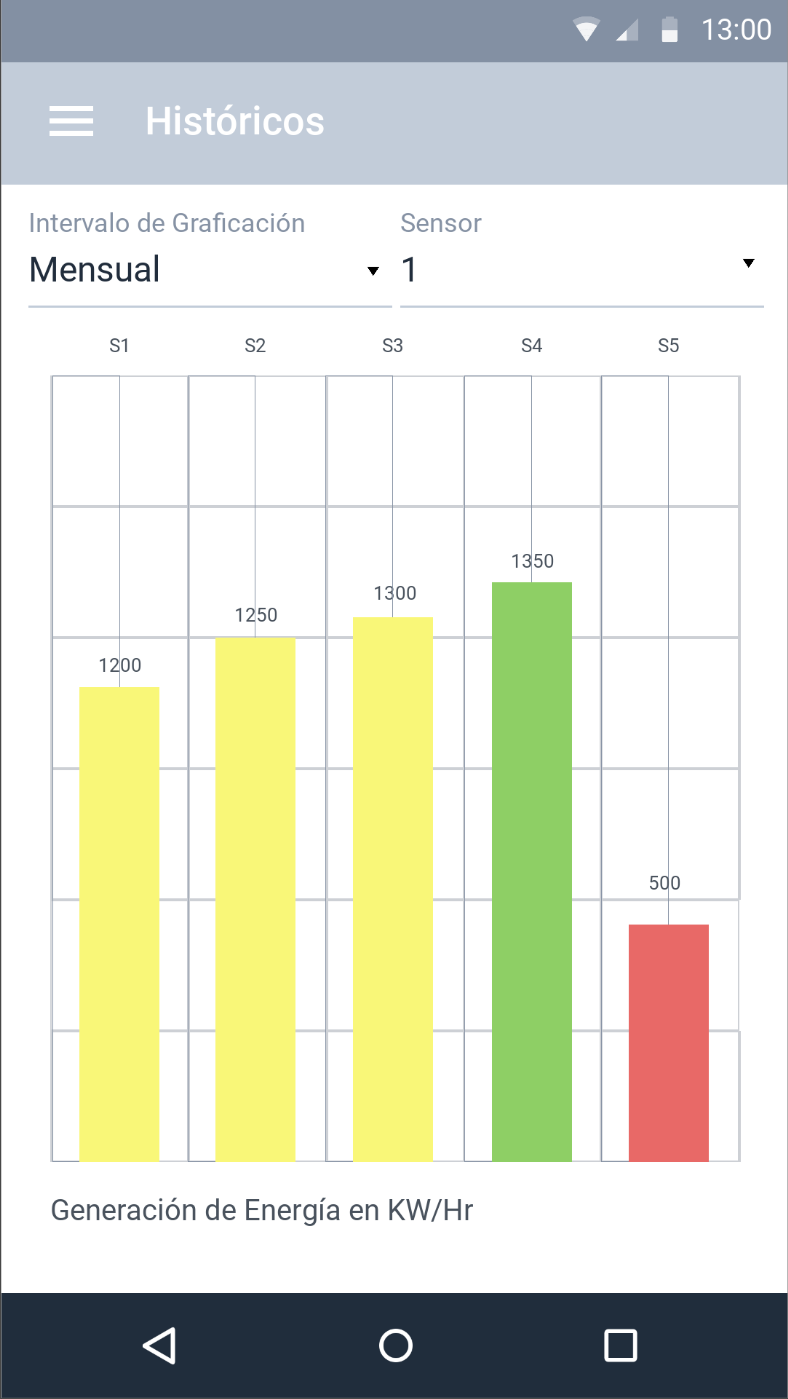 13:00
Históricos
Intervalo de Graficación
Sensor
Mensual
1
S1 S2 S3 S4 S5
1350
1300
1250
1200
500
Generación de Energía en KW/Hr